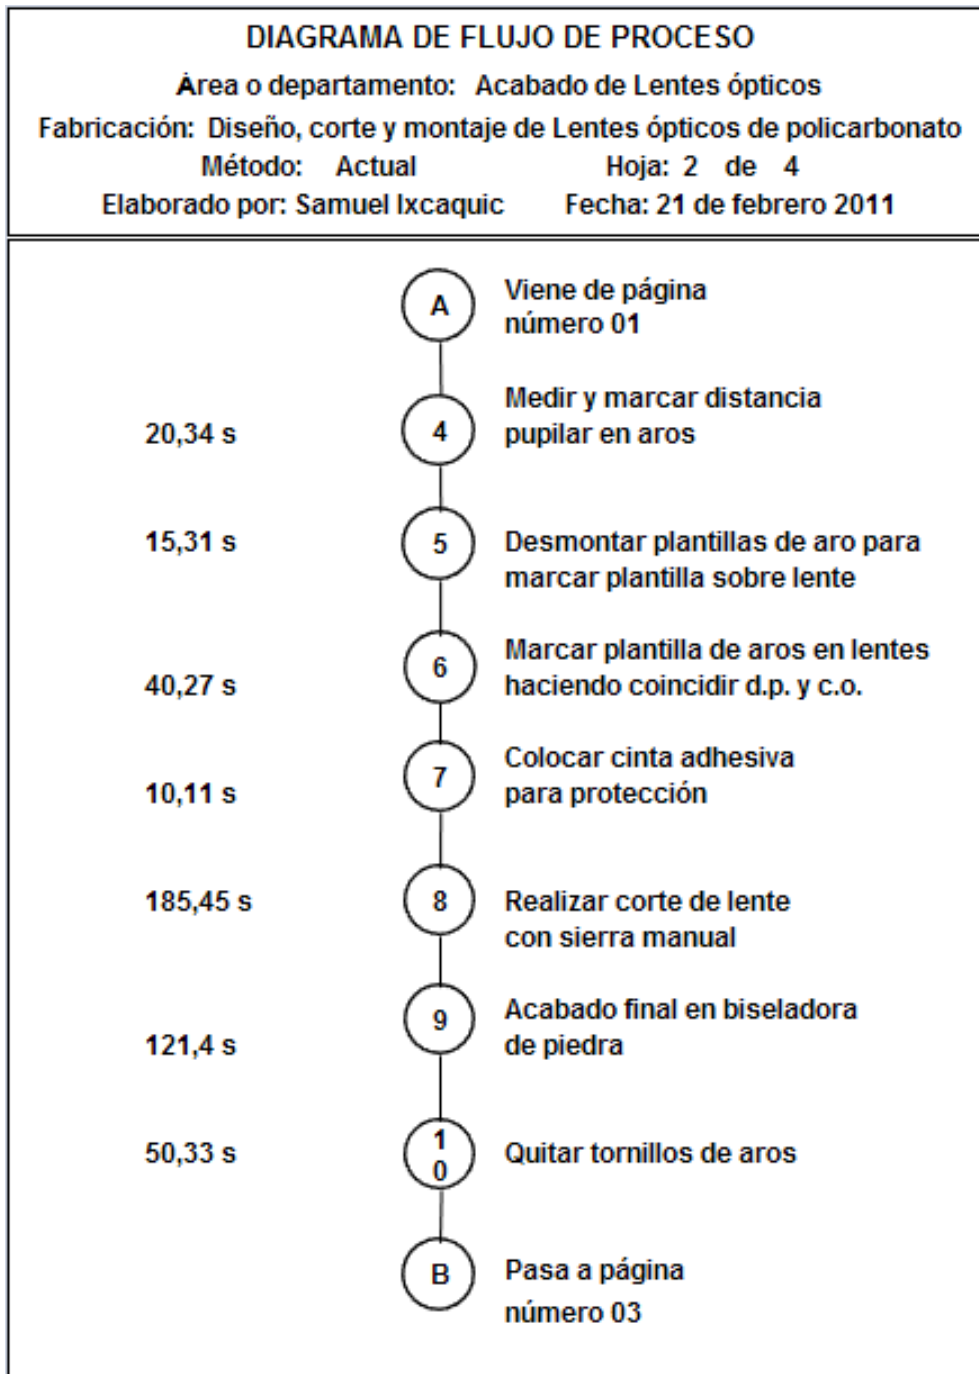 DIAGRAMA DE FLUJO DE PROCESO
Área o departamento: Acabado de Lentes ópticos
Fabricación: Diseño, corte y montaje de Lentes ópticos de policarbonato
Método: Actual Hoja: 2 de 4
Elaborado por: Samuel Ixcaquic Fecha: 21 de febrero 2011
A Viene de página
número 01
Medir y marcar distancia
20,34 s 4 pupilar en aros
15,31 s 5 Desmontar plantillas de aro para
marcar plantilla sobre lente
Marcar plantilla de aros en lentes
40,27 s 6 haciendo coincidir d.p. y c.o.
Colocar cinta adhesiva
10,11 s 7 para protección
185,45 s 8 Realizar corte de lente
con sierra manual
9 Acabado final en biseladora
121,4 s de piedra
50,33 s 10 Quitar tornillos de aros
B Pasa a página
número 03